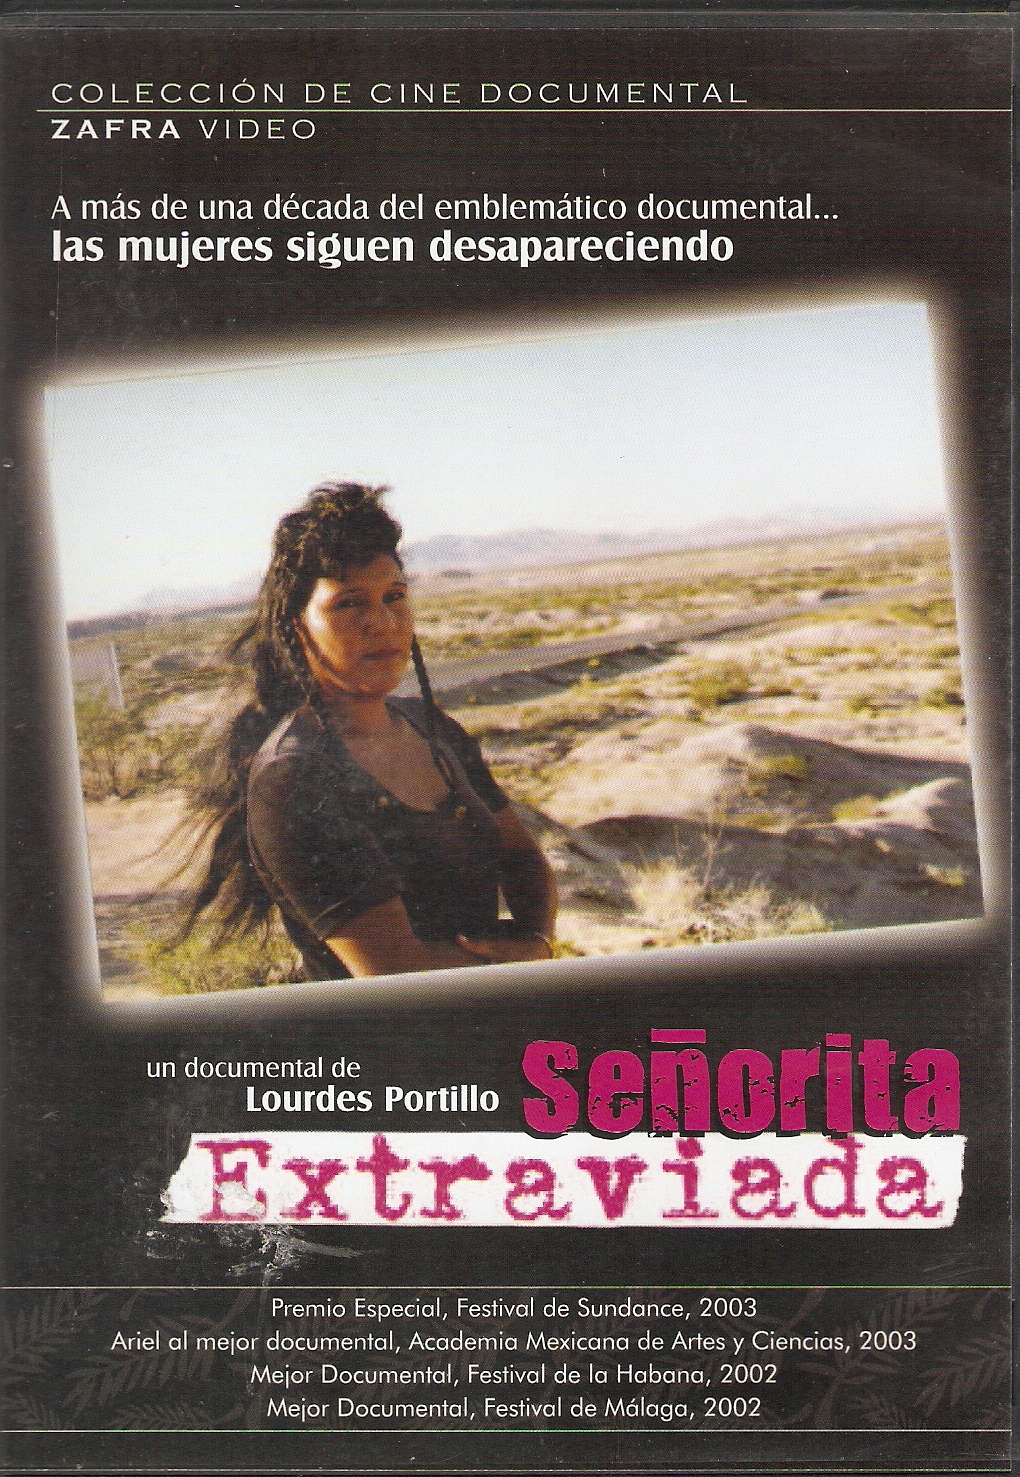 COLECCIÓN DE CINE DOCUMENTAL
ZAFRA VIDEO
A más de una década del emblemático documental...
las mujeres siguen desapareciendo
un documental de
Lourdes Portillo
Señorita
Extraviada
Premio Especial, Festival de Sundance, 2003
Ariel al mejor documental, Academia Mexicana de Artes y Ciencias, 2003
Mejor Documental, Festival de la Habana, 2002
Mejor Documental, Festival de Málaga, 2002